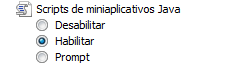 Scripts de miniaplicativos Java
Desabilitar
Habilitar
Prompt